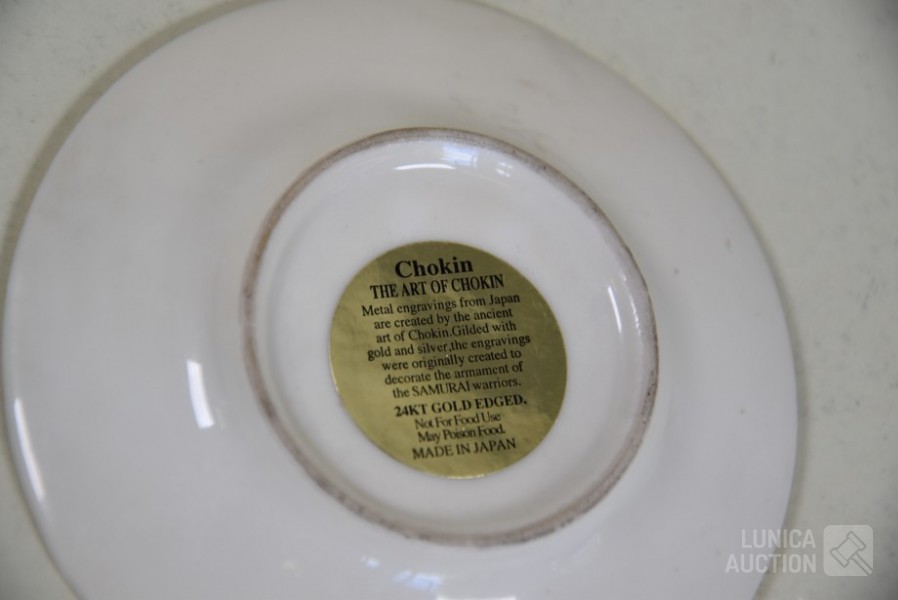 Chokin
THE ART OF CHOKIN
Metal engravings from Japan
are created by the ancient
art of Chokin.Gilded with
gold and silver,the engravings
were originally created to
decorate the armament of
the SAMURAI warriors.
24KT GOLD EDGED.
Not For Food Use
May Poison Food.
MADE IN JAPAN
LUNICA
AUCTION